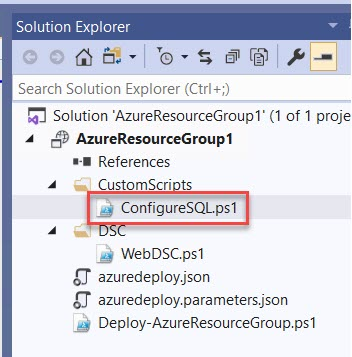 Solution Explorer
Search Solution Explorer (Ctrl+;)
Solution 'AzureResourceGroup1' (1 of 1 proje
AzureResourceGroup1
References
CustomScripts
ConfigureSQL.ps1
DSC
WebDSC.ps1
azuredeploy.json
azuredeploy.parameters.json
Deploy-AzureResourceGroup.ps1